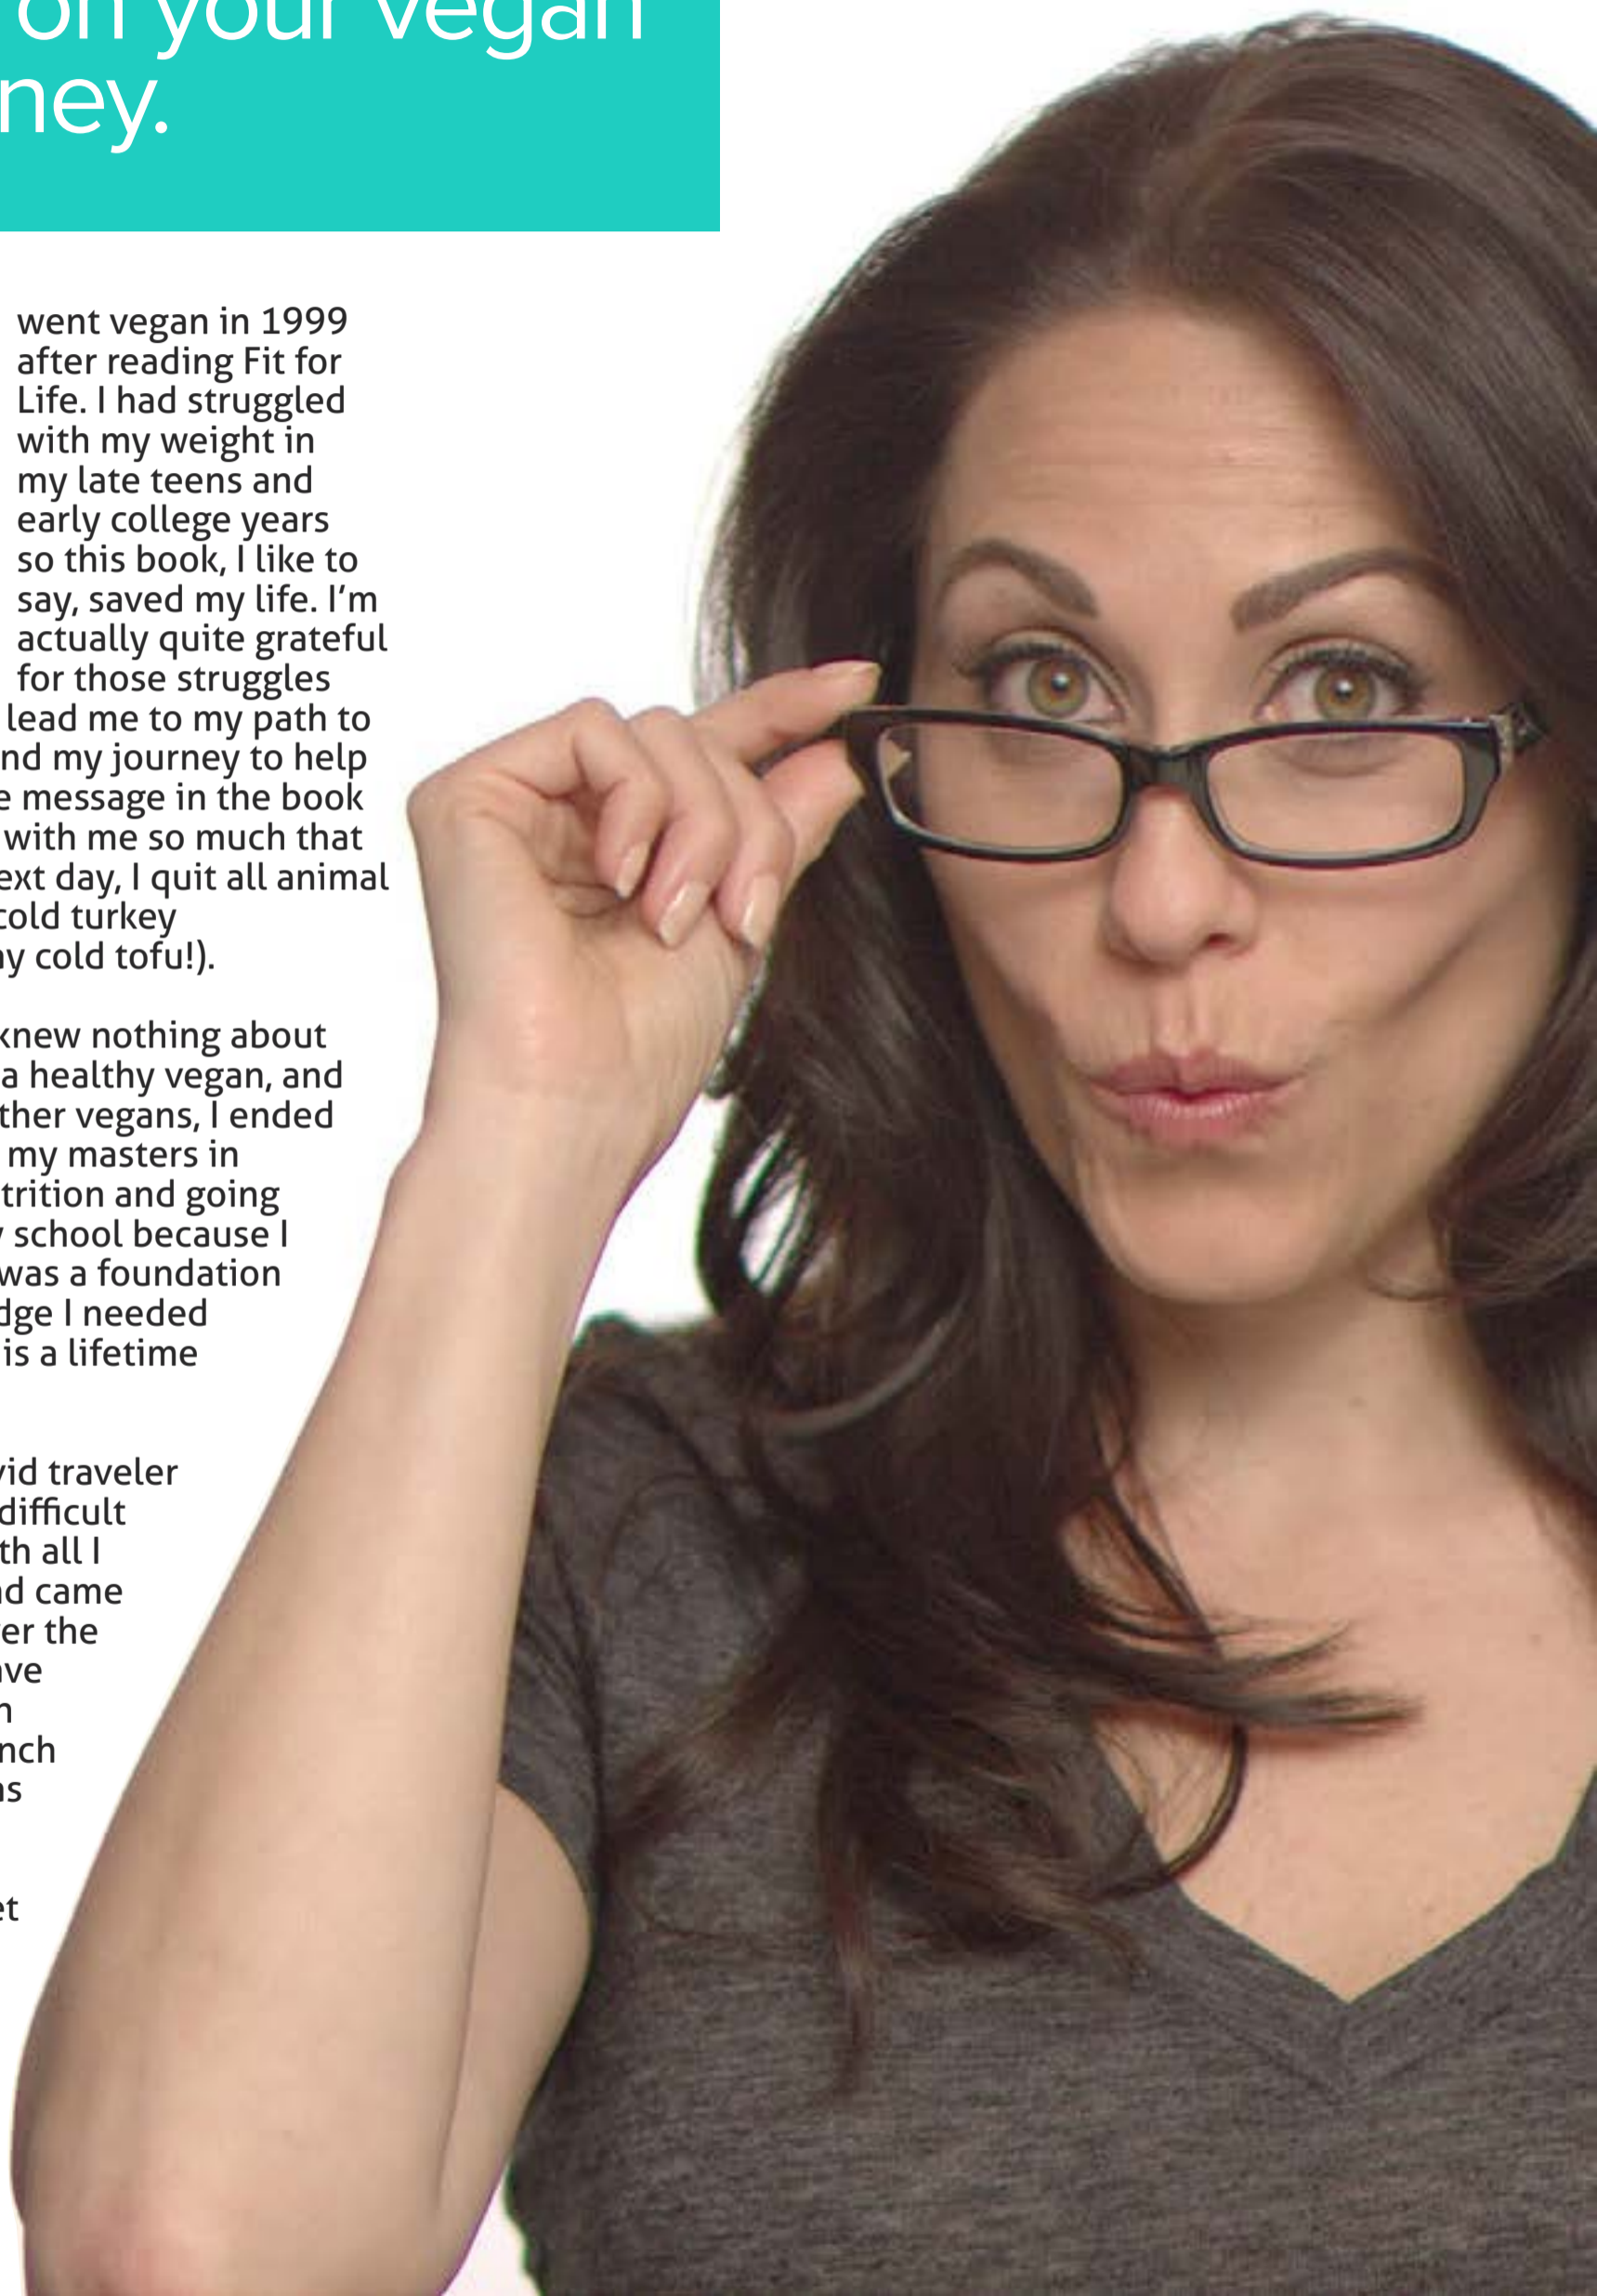 on your vegan
ney.
went vegan in 1999
after reading Fit for
Life. I had struggled
with my weight in
my late teens and
early college years
so this book, I like to
say, saved my life. I'm
actually quite grateful
for those struggles
lead me to my path to
nd my journey to help
e message in the book
with me so much that
ext day, I quit all animal
cold turkey
y cold tofu!).
knew nothing about
a healthy vegan, and
ther vegans, I ended
my masters in
trition and going
school because I
was a foundation
dge I needed
is a lifetime
vid traveler
difficult
th all I
d came
er the
ave
n
nch
s
et